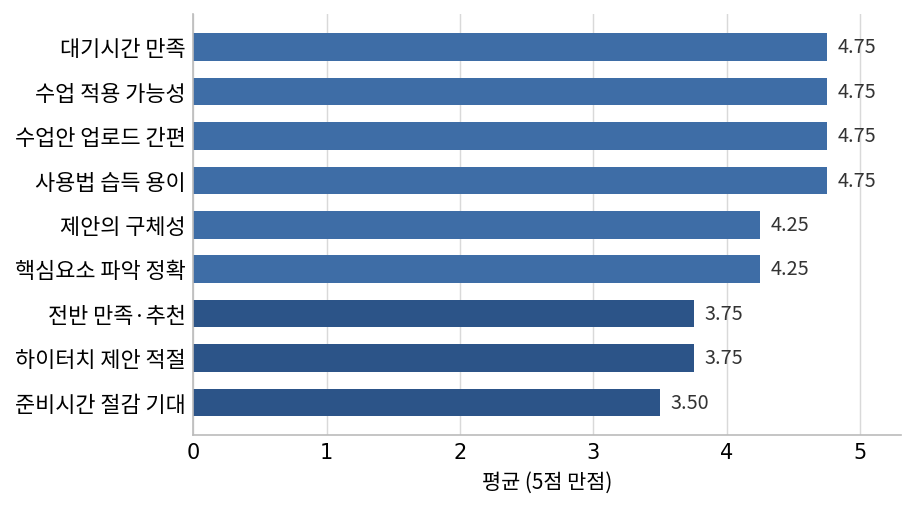 대기시간 만족 4.75
수업 적용 가능성 4.75
수업안 업로드 간편 4.75
사용법 습득 용이 4.75
제안의 구체성 4.25
핵심요소 파악 정확 4.25
전반 만족·추천 3.75
하이터치 제안 적절 3.75
준비시간 절감 기대 3.50
0 1 2 3 4 5
평균 (5점 만점)